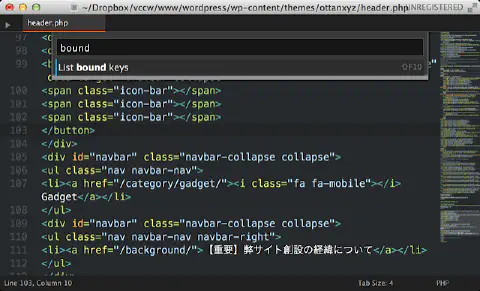 ~/Dropbox/vccw/www/wordpress/wp-content/themes/ottanxyz/header.php
UNREGISTERED
header.php
97
98
99 <b
bound
List bound keys
100 <span class="icon-bar"></span>
101 <span class="icon-bar"></span>
102 <span class="icon-bar"></span>
103 </button>
104 </div>
105 <div id="navbar" class="navbar-collapse collapse">
106 <ul class="nav navbar-nav">
107 <li><a href="/category/gadget/"><i class="fa fa-mobile"></i>
Gadget</a></li>
108 </ul>
109 <div id="navbar" class="navbar-collapse collapse">
110 <ul class="nav navbar-nav navbar-right">
111 <li><a href="/background/">【重要】弊サイト創設の経緯について</a></li>
112 </ul>
113 </div>
Line 103, Column 10
Tab Size: 4
PHP